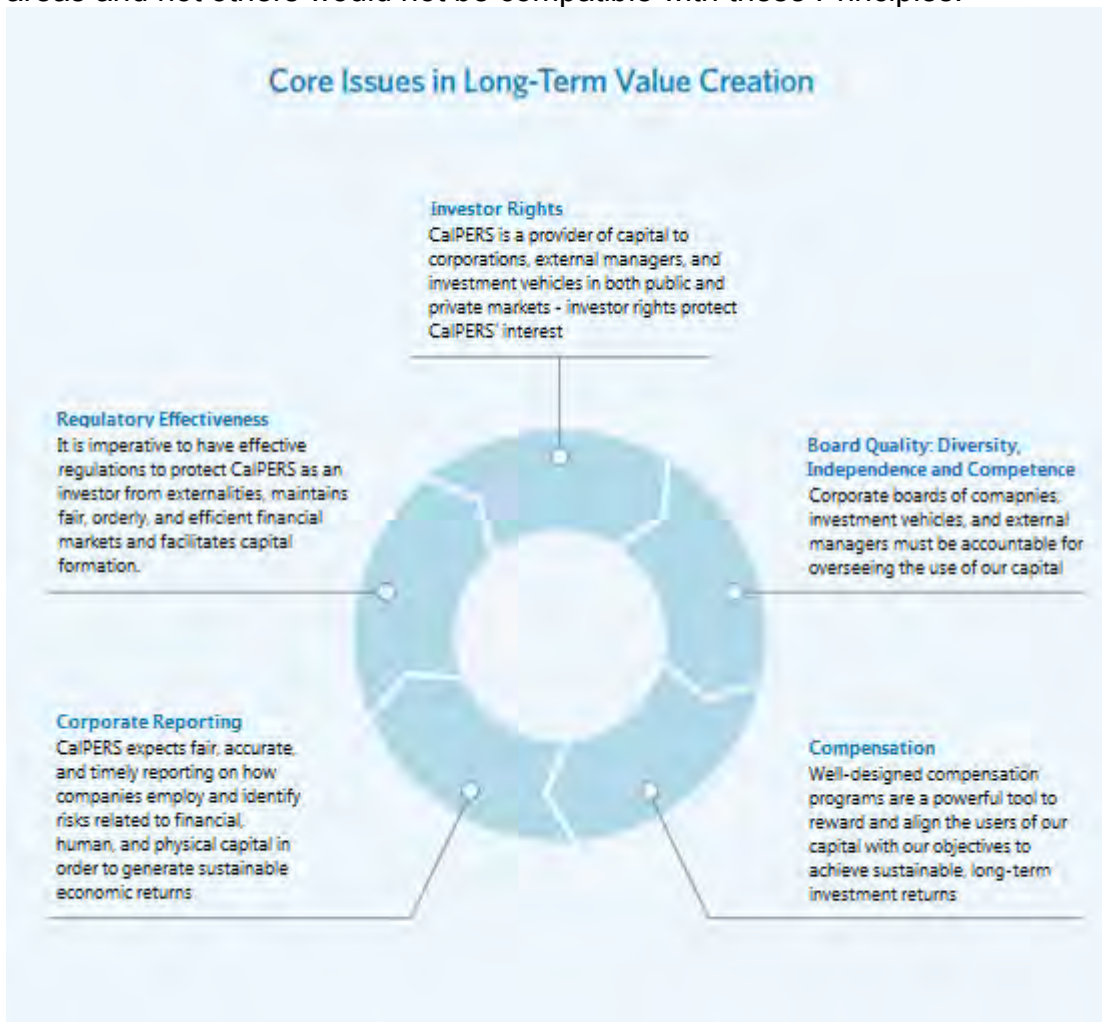 areas and not others would not be compatible with these Principles.
Core Issues in Long-Term Value Creation
Investor Rights
CalPERS is a provider of capital to
corporations, external managers, and
investment vehicles in both public and
private markets - investor rights protect
CalPERS' interest
Regulatory Effectiveness
It is imperative to have effective
regulations to protect CalPERS as an
investor from externalities, maintains
fair, orderly, and efficient financial
markets and facilitates capital
formation.
Board Quality: Diversity,
Independence and Competence
Corporate boards of comapnies,
investment vehicles, and external
managers must be accountable for
overseeing the use of our capital
Corporate Reporting
CalPERS expects fair, accurate,
and timely reporting on how
companies employ and identify
risks related to financial,
human, and physical capital in
order to generate sustainable
economic returns
Compensation
Well-designed compensation
programs are a powerful tool to
reward and align the users of our
capital with our objectives to
achieve sustainable, long-term
investment returns